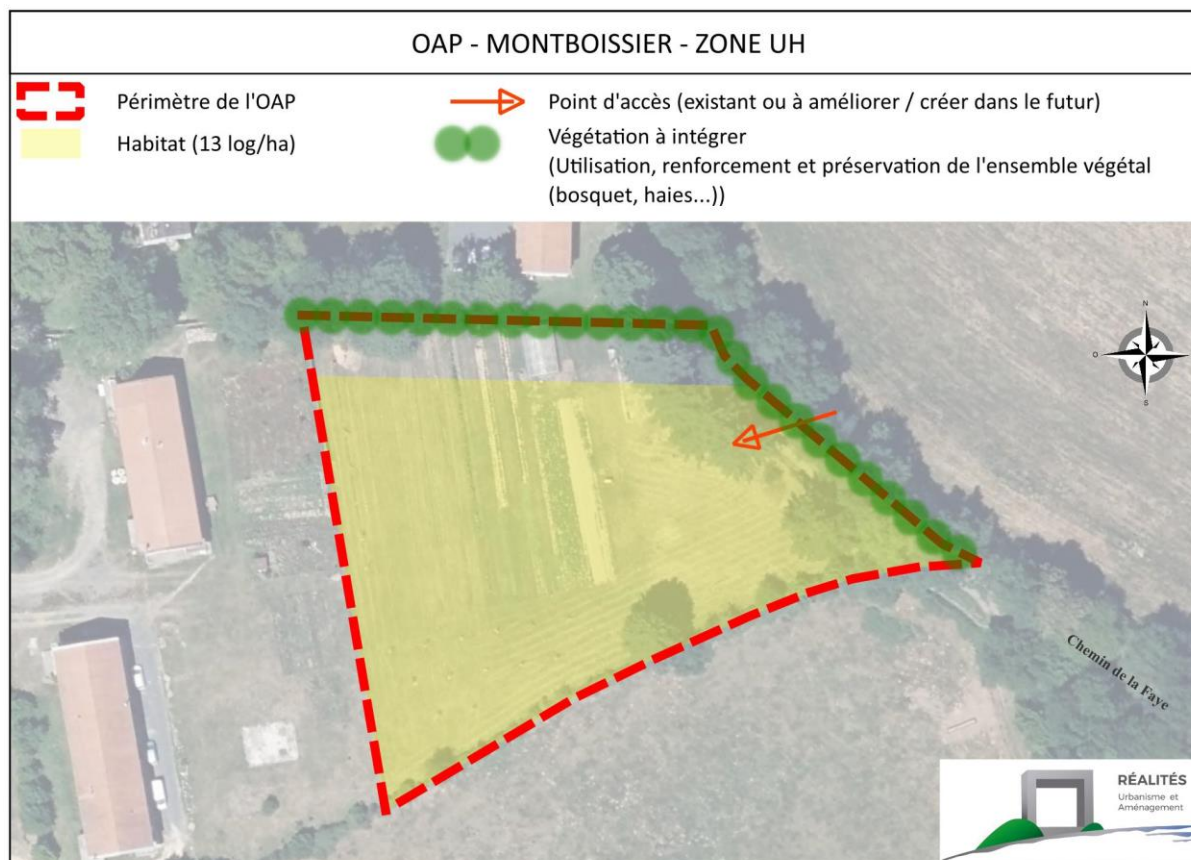 OAP - MONTBOISSIER - ZONE UH
Périmètre de l'OAP
Habitat (13 log/ha)
Point d'accès (existant ou à améliorer / créer dans le futur)
Végétation à intégrer
(Utilisation, renforcement et préservation de l'ensemble végétal
(bosquet, haies...))
N
O
E
S
Chemin de la Faye
RÉALITÉS
Urbanisme et
Aménagement